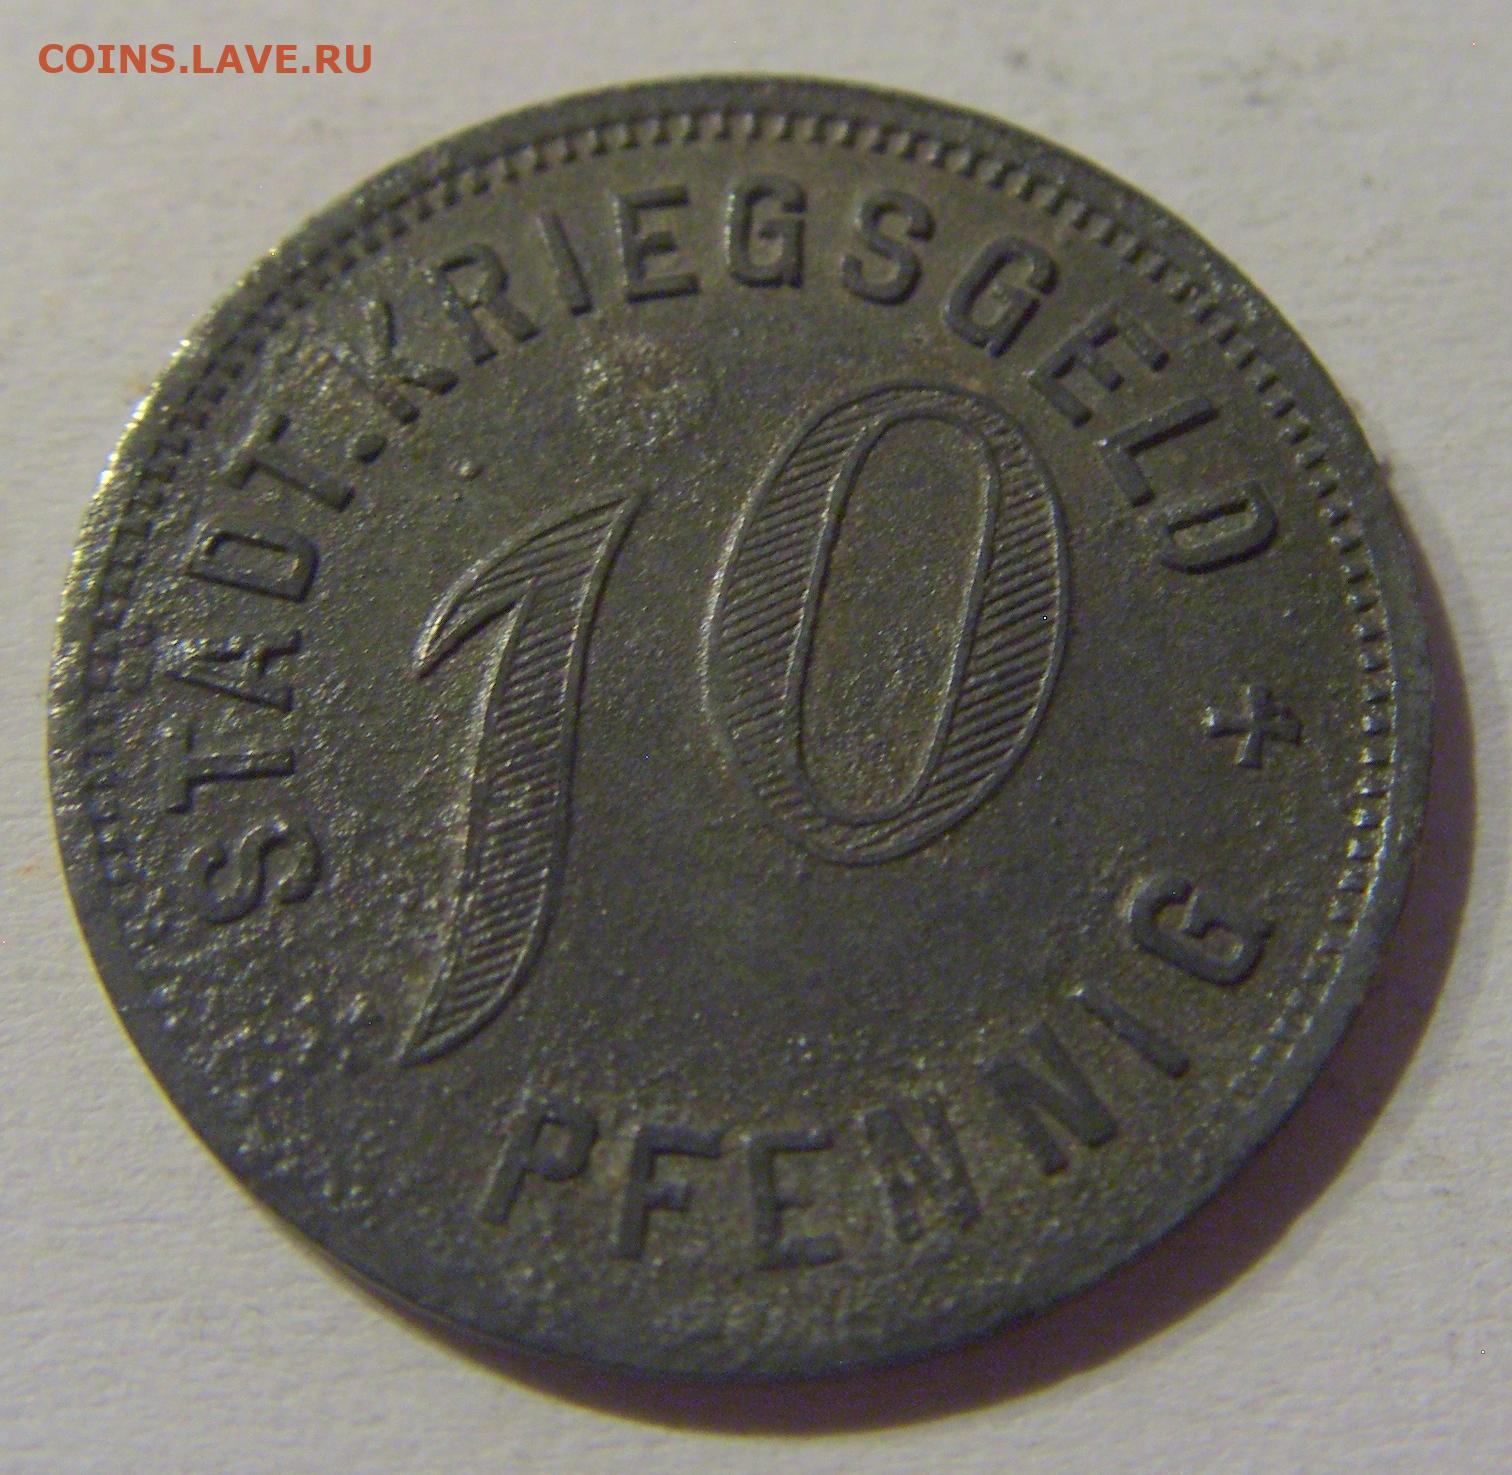 COINS.LAVE.RU
STADT.KRIEGSGELD
10
PFENNIG